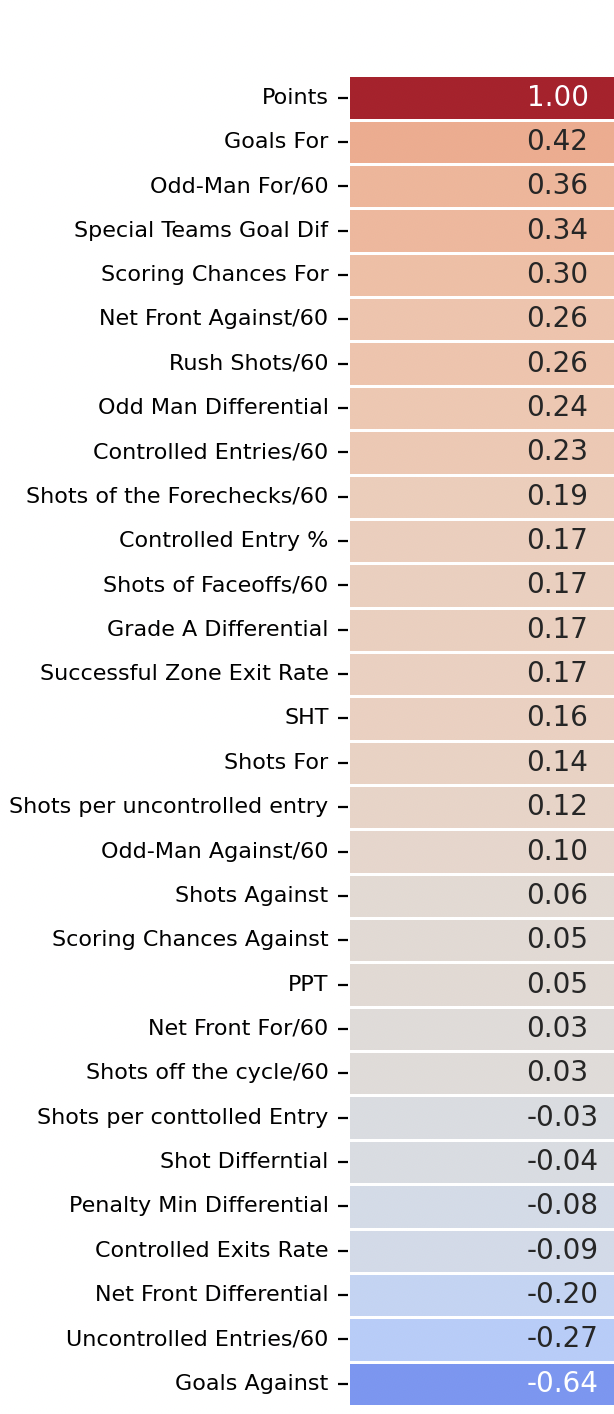 Points 1.00
Goals For 0.42
Odd-Man For/60 0.36
Special Teams Goal Dif 0.34
Scoring Chances For 0.30
Net Front Against/60 0.26
Rush Shots/60 0.26
Odd Man Differential 0.24
Controlled Entries/60 0.23
Shots of the Forechecks/60 0.19
Controlled Entry % 0.17
Shots of Faceoffs/60 0.17
Grade A Differential 0.17
Successful Zone Exit Rate 0.17
SHT 0.16
Shots For 0.14
Shots per uncontrolled entry 0.12
Odd-Man Against/60 0.10
Shots Against 0.06
Scoring Chances Against 0.05
PPT 0.05
Net Front For/60 0.03
Shots off the cycle/60 0.03
Shots per conttolled Entry -0.03
Shot Differntial -0.04
Penalty Min Differential -0.08
Controlled Exits Rate -0.09
Net Front Differential -0.20
Uncontrolled Entries/60 -0.27
Goals Against -0.64